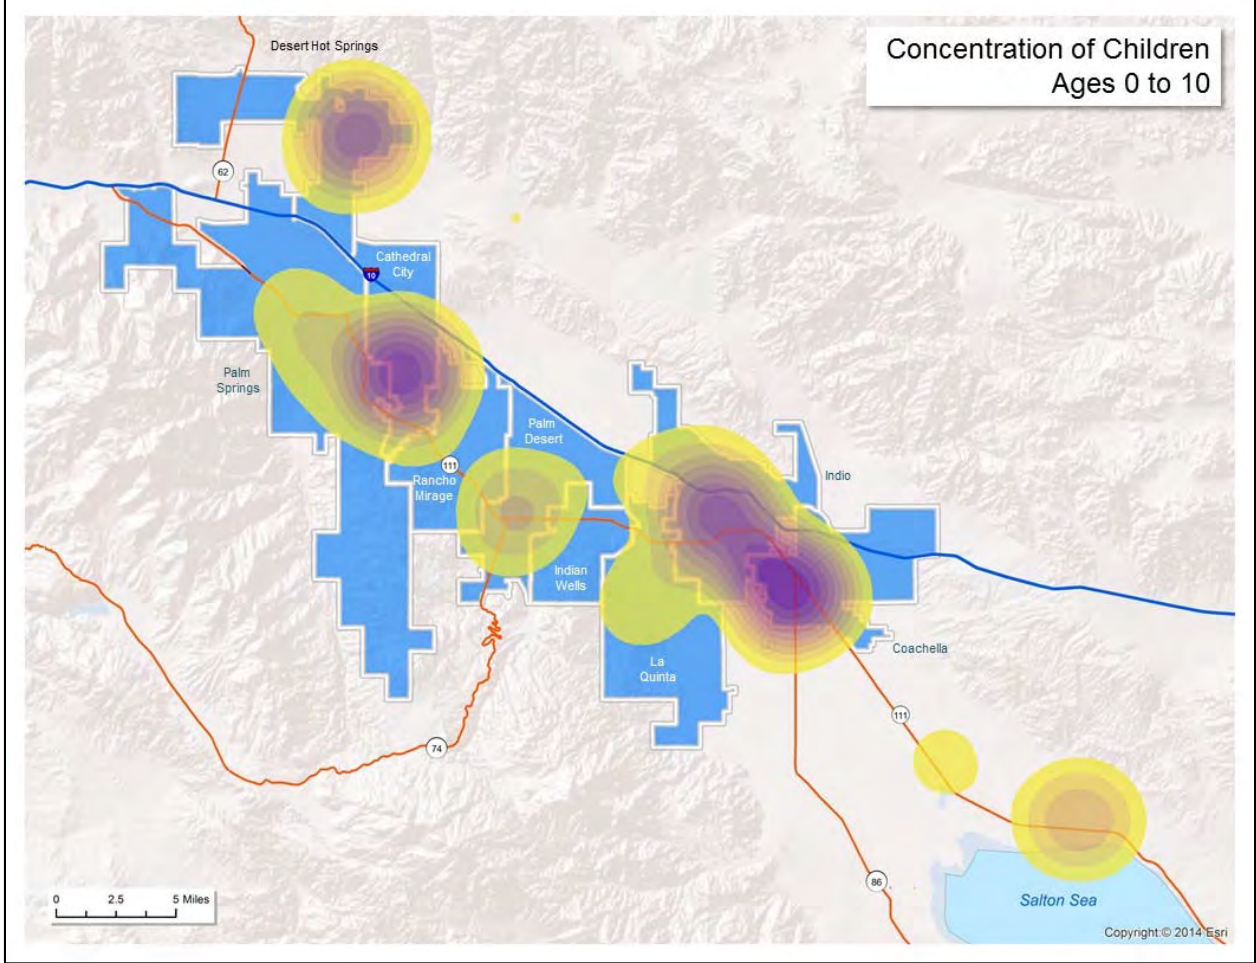 Concentration of Children
Ages 0 to 10
Desert Hot Springs
62
Cathedral
City
10
Palm
Springs
Palm
Desert
111
Rancho
Mirage
Indio
Indian
Wells
La
Quinta
Coachella
111
74
86
Salton Sea
0 2.5 5 Miles
Copyright:© 2014 Esri